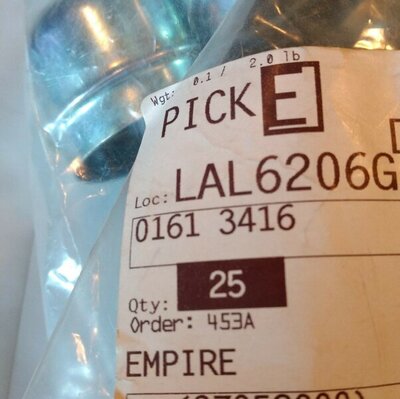 Wgt: 0.1 / 2.0 lb
PICK E
Loc: LAL6206G
0161 3416
Qty: 25
Order: 453A
EMPIRE